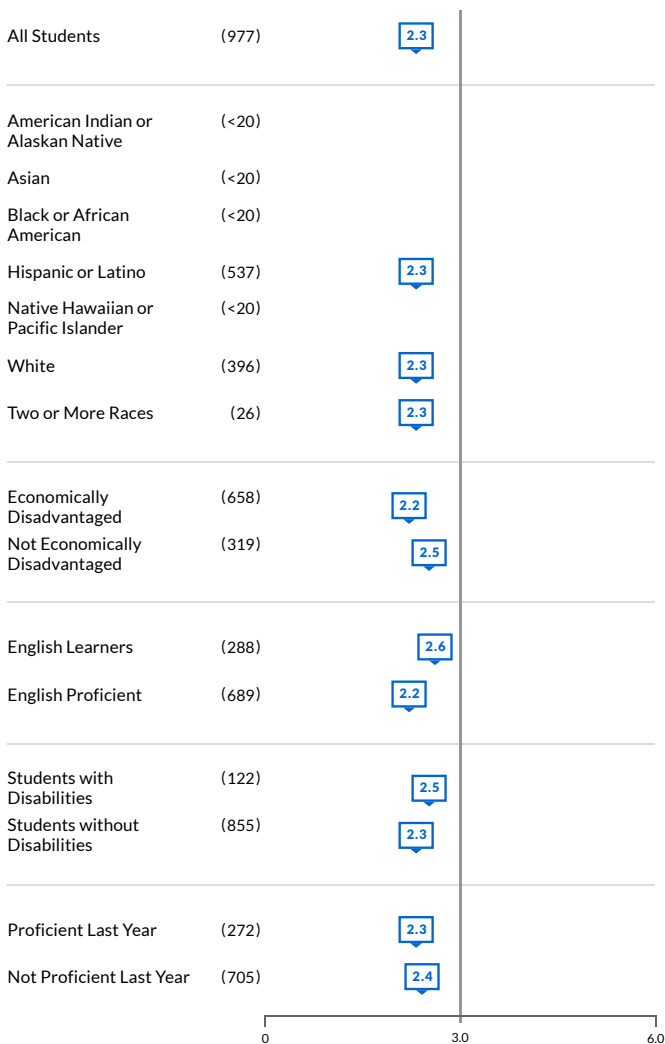 All Students (977) 2.3
American Indian or (<20)
Alaskan Native
Asian (<20)
Black or African (<20)
American
Hispanic or Latino (537) 2.3
Native Hawaiian or (<20)
Pacific Islander
White (396) 2.3
Two or More Races (26) 2.3
Economically (658) 2.2
Disadvantaged
Not Economically (319) 2.5
Disadvantaged
English Learners (288) 2.6
English Proficient (689) 2.2
Students with (122) 2.5
Disabilities
Students without (855) 2.3
Disabilities
Proficient Last Year (272) 2.3
Not Proficient Last Year (705) 2.4
0 3.0 6.0